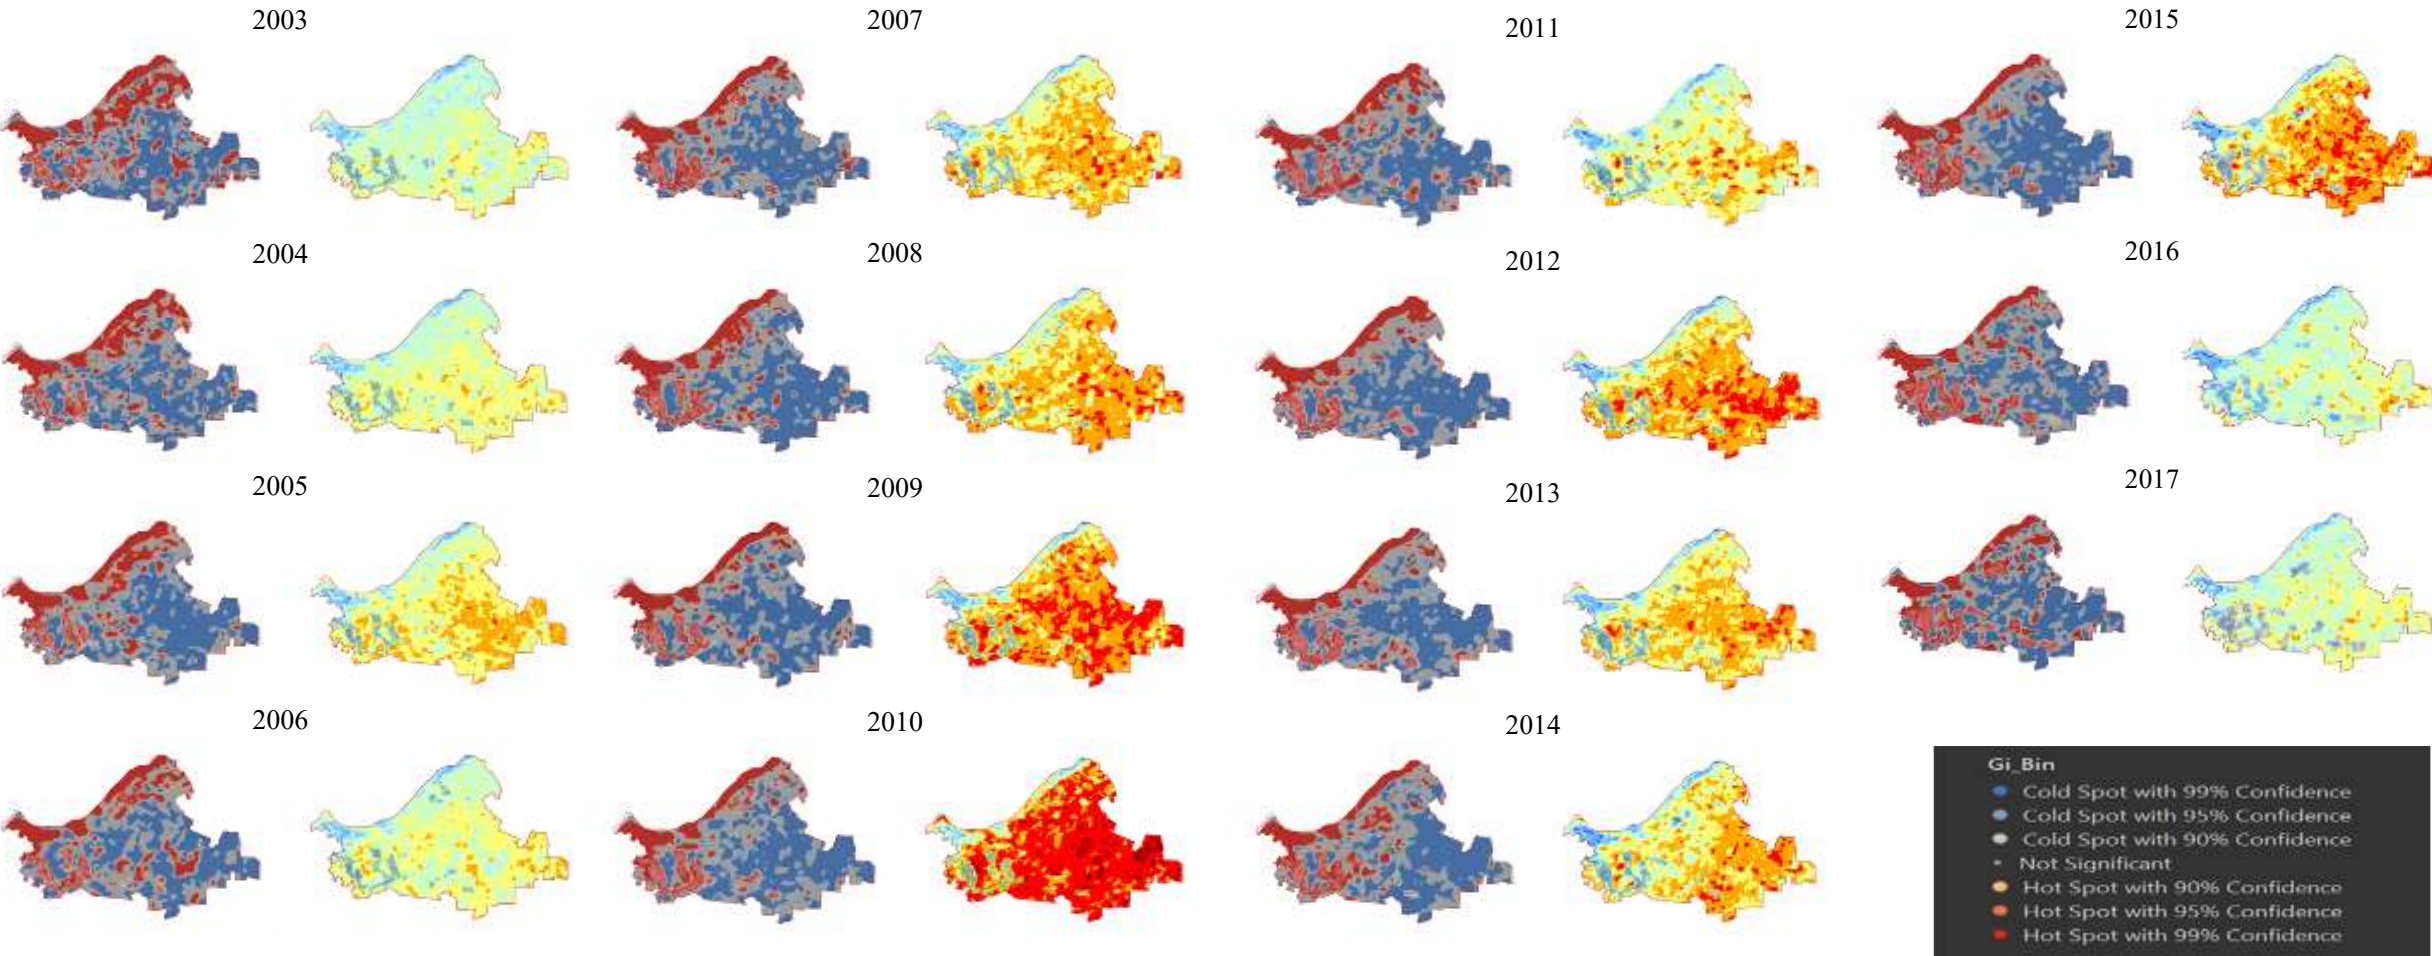 2003
2007
2011
2015
2004
2008
2012
2016
2005
2009
2013
2017
2006
2010
2014
Gi_Bin
Cold Spot with 99% Confidence
Cold Spot with 95% Confidence
Cold Spot with 90% Confidence
Not Significant
Hot Spot with 90% Confidence
Hot Spot with 95% Confidence
Hot Spot with 99% Confidence